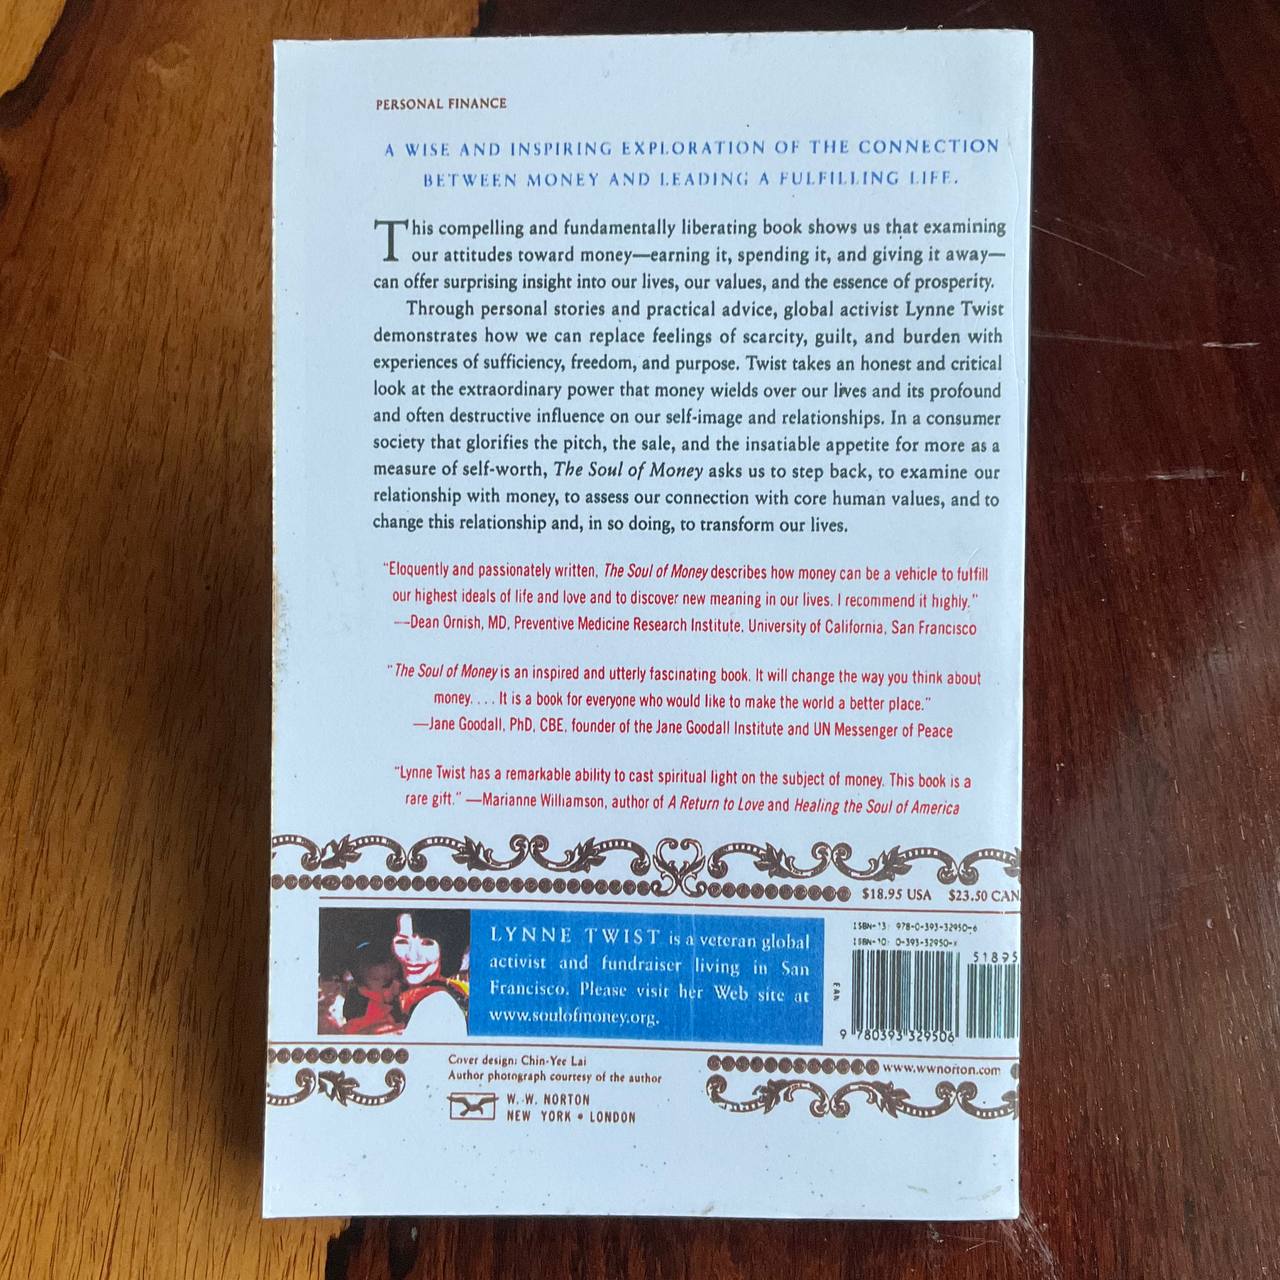 PERSONAL FINANCE
A WISE AND INSPIRING EXPLORATION OF THE CONNECTION
BETWEEN MONEY AND LEADING A FULFILLING LIFE.
This compelling and fundamentally liberating book shows us that examining
our attitudes toward money—earning it, spending it, and giving it away—
can offer surprising insight into our lives, our values, and the essence of prosperity.
Through personal stories and practical advice, global activist Lynne Twist
demonstrates how we can replace feelings of scarcity, guilt, and burden with
experiences of sufficiency, freedom, and purpose. Twist takes an honest and critical
look at the extraordinary power that money wields over our lives and its profound
and often destructive influence on our self-image and relationships. In a consumer
society that glorifies the pitch, the sale, and the insatiable appetite for more as a
measure of self-worth, The Soul of Money asks us to step back, to examine our
relationship with money, to assess our connection with core human values, and to
change this relationship and, in so doing, to transform our lives.
"Eloquently and passionately written, The Soul of Money describes how money can be a vehicle to fulfill
our highest ideals of life and love and to discover new meaning in our lives. I recommend it highly."
—Dean Ornish, MD, Preventive Medicine Research Institute, University of California, San Francisco
"The Soul of Money is an inspired and utterly fascinating book. It will change the way you think about
money. . . . It is a book for everyone who would like to make the world a better place."
—Jane Goodall, PhD, CBE, founder of the Jane Goodall Institute and UN Messenger of Peace
"Lynne Twist has a remarkable ability to cast spiritual light on the subject of money. This book is a
rare gift." —Marianne Williamson, author of A Return to Love and Healing the Soul of America
$18.95 USA $23.50 CAN
LYNNE TWIST is a veteran global
activist and fundraiser living in San
Francisco. Please visit her Web site at
www.soulofmoney.org.
ISBN-13: 978-0-393-32950-6
ISBN-10: 0-393-32950-X
51895
EAN
9 780393 329506
Cover design: Chin-Yee Lai
Author photograph courtesy of the author
www.wwnorton.com
W. W. NORTON
NEW YORK • LONDON